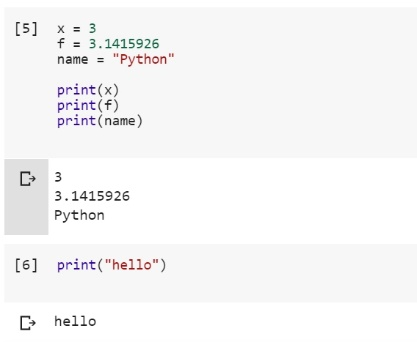 [5] x = 3
f = 3.1415926
name = "Python"
print(x)
print(f)
print(name)
3
3.1415926
Python
[6] print("hello")
hello